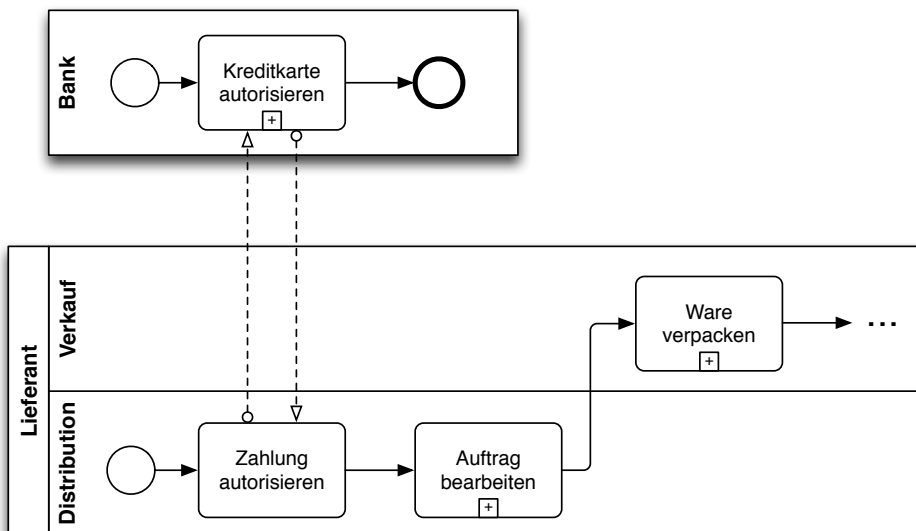 Bank
Kreditkarte
autorisieren
+
Lieferant
Verkauf
Ware
verpacken
+
...
Distribution
Zahlung
autorisieren
Auftrag
bearbeiten
+